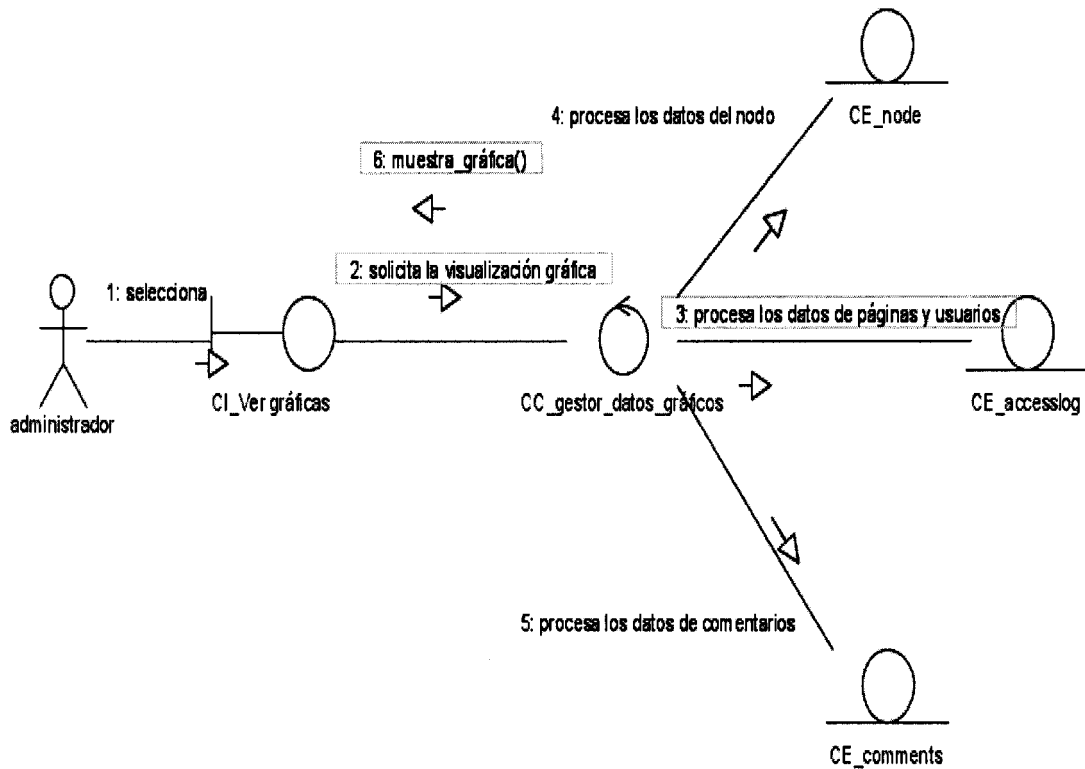 CE_node
4: procesa los datos del nodo
6: muestra_gráfica()
2: solicita la visualización gráfica
1: selecciona
3: procesa los datos de páginas y usuarios
CI_Ver gráficas
CC_gestor_datos_gráficos
CE_accesslog
administrador
5: procesa los datos de comentarios
CE_comments